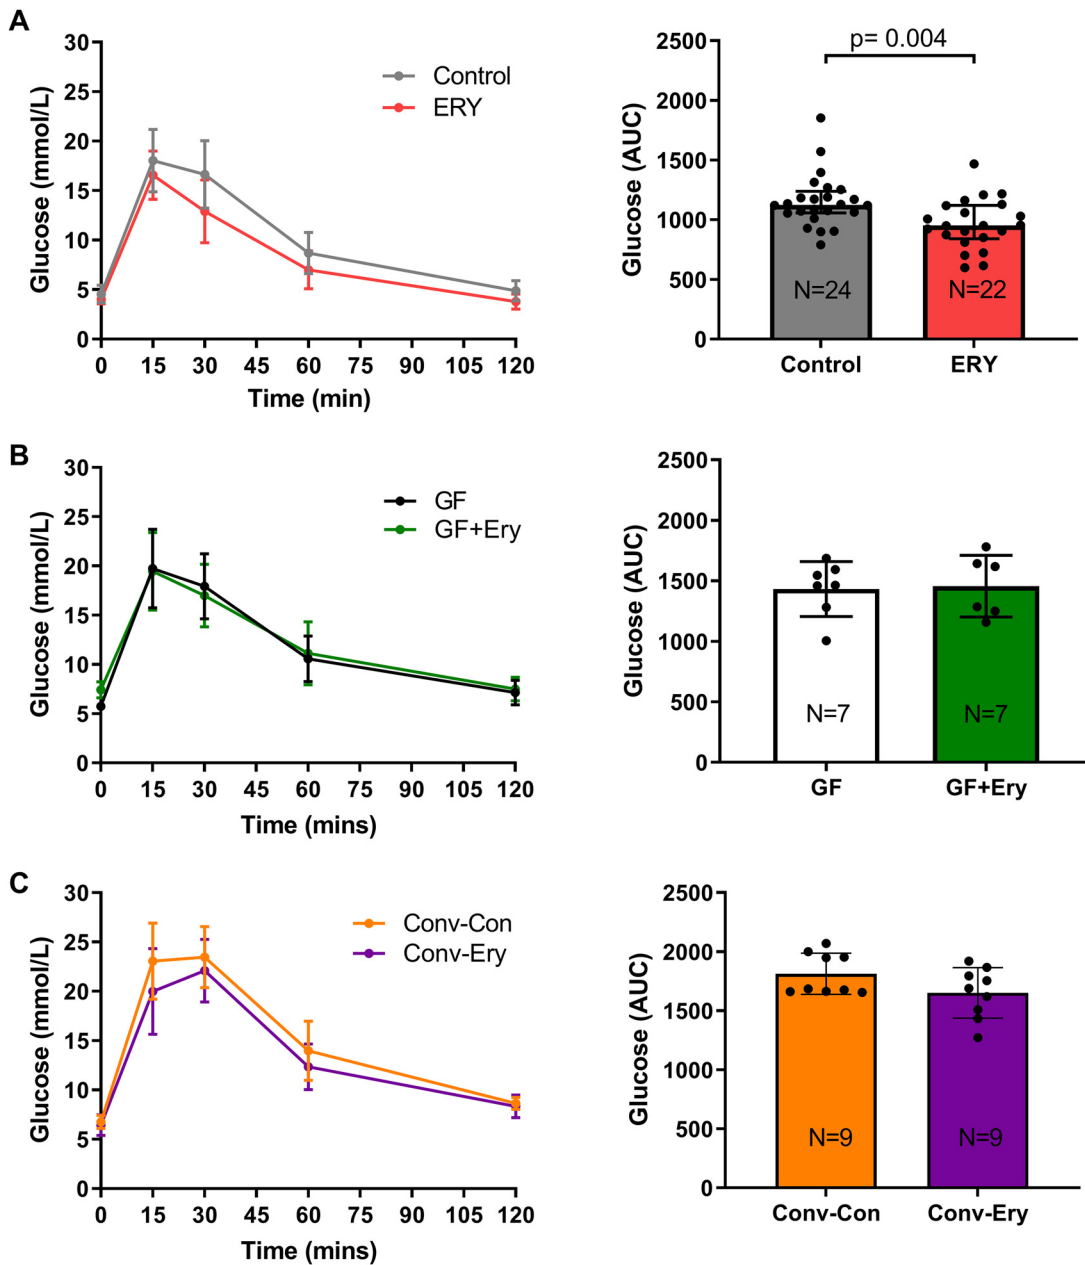 A
Glucose (mmol/L)
30
25
20
15
10
5
0
0 15 30 45 60 75 90 105 120
Time (min)
Control
ERY
Glucose (AUC)
2500
2000
1500
1000
500
0
p= 0.004
N=24
N=22
Control
ERY
B
Glucose (mmol/L)
30
25
20
15
10
5
0
0 15 30 45 60 75 90 105 120
Time (mins)
GF
GF+Ery
Glucose (AUC)
2500
2000
1500
1000
500
0
N=7
N=7
GF
GF+Ery
C
Glucose (mmol/L)
30
25
20
15
10
5
0
0 15 30 45 60 75 90 105 120
Time (mins)
Conv-Con
Conv-Ery
Glucose (AUC)
2500
2000
1500
1000
500
0
N=9
N=9
Conv-Con
Conv-Ery